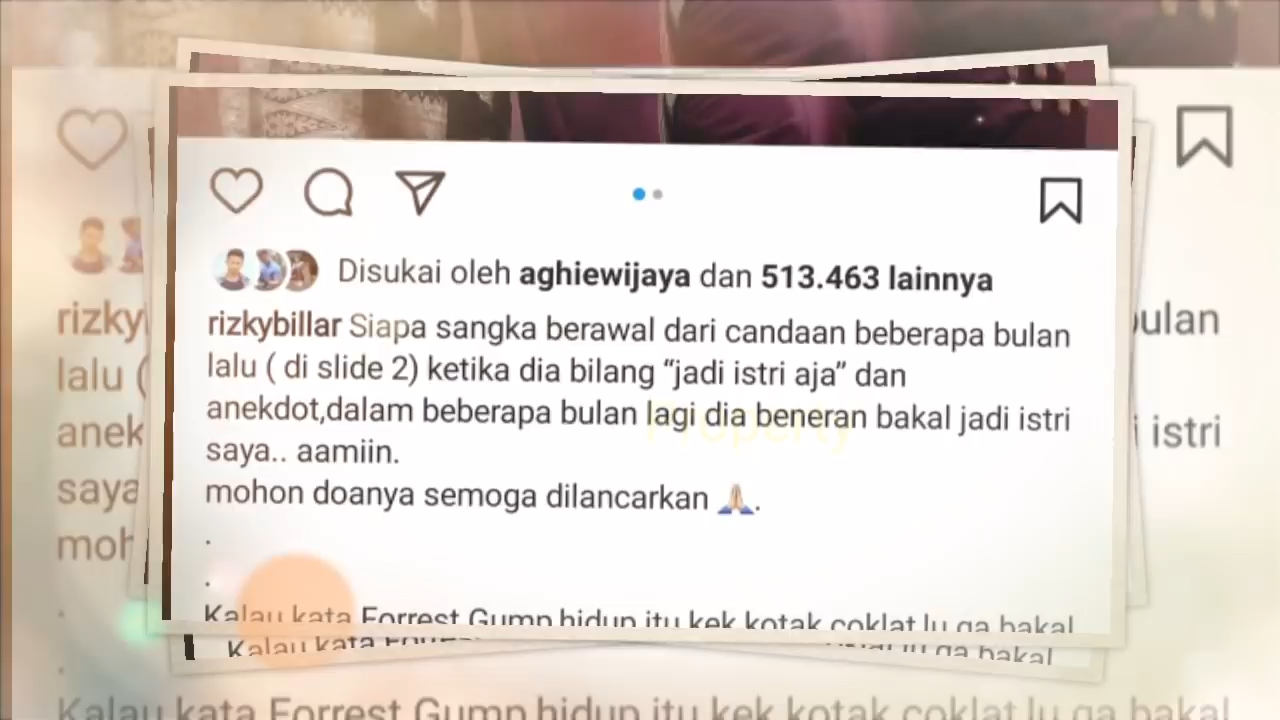 Disukai oleh aghiewijaya dan 513.463 lainnya
rizkybillar Siapa sangka berawal dari candaan beberapa bulan
lalu ( di slide 2) ketika dia bilang “jadi istri aja” dan
anekdot,dalam beberapa bulan lagi dia beneran bakal jadi istri
saya.. aamiin.
mohon doanya semoga dilancarkan 🙏🏻.
.
.
Kalau kata Forrest Gump hidup itu kek kotak coklat lu ga bakal
Property